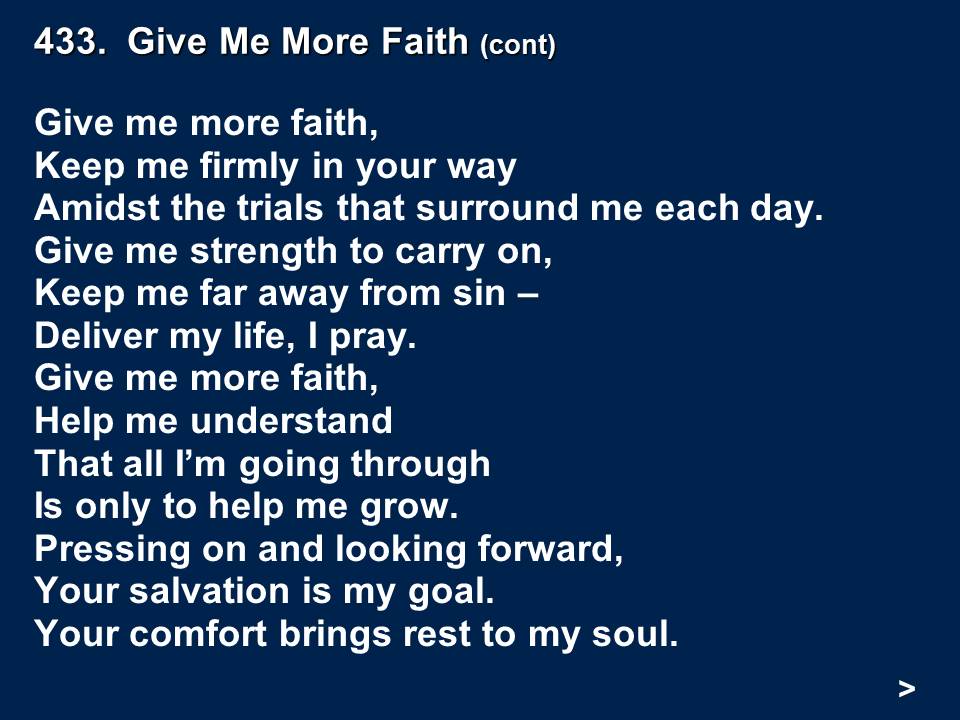 433.  Give Me More Faith (cont)
Give me more faith,
Keep me firmly in your way
Amidst the trials that surround me each day.
Give me strength to carry on,
Keep me far away from sin –
Deliver my life, I pray.
Give me more faith,
Help me understand
That all I’m going through
Is only to help me grow.
Pressing on and looking forward,
Your salvation is my goal.
Your comfort brings rest to my soul.
>